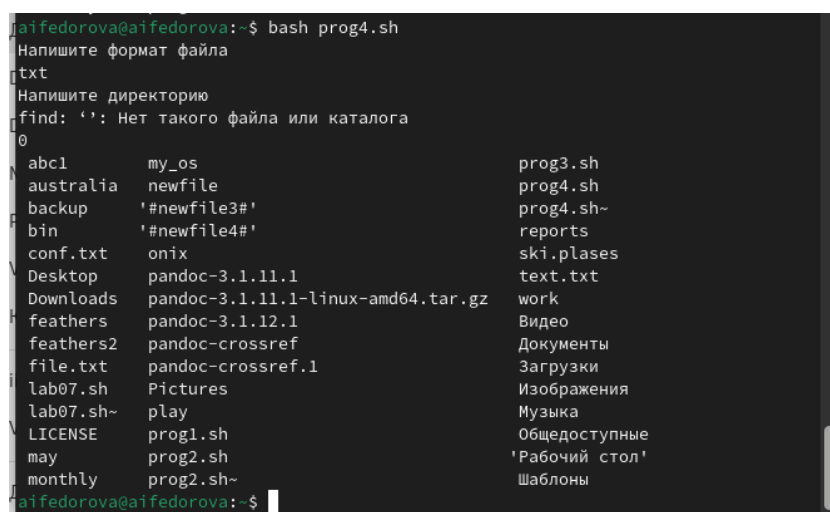 aifedorova@aifedorova:~$ bash prog4.sh
Напишите формат файла
txt
Напишите директорию
find: ‘’: Нет такого файла или каталога
0
abc1 my_os prog3.sh
australia newfile prog4.sh
backup '#newfile3#' prog4.sh~
bin '#newfile4#' reports
conf.txt onix ski.plases
Desktop pandoc-3.1.11.1 text.txt
Downloads pandoc-3.1.11.1-linux-amd64.tar.gz work
feathers pandoc-3.1.12.1 Видео
feathers2 pandoc-crossref Документы
file.txt pandoc-crossref.1 Загрузки
lab07.sh Pictures Изображения
lab07.sh~ play Музыка
LICENSE prog1.sh Общедоступные
may prog2.sh 'Рабочий стол'
monthly prog2.sh~ Шаблоны
aifedorova@aifedorova:~$